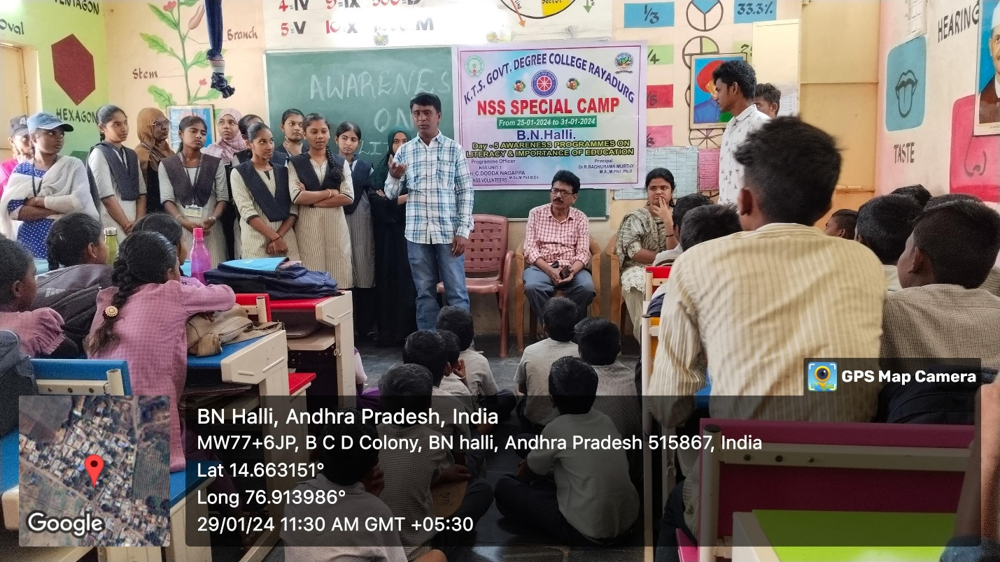 PENTAGON
Oval
HEXAGON
Branch
Stem
4=IV 9=IX
5=V 10=X
1/3
33.3%
HEARING
TASTE
AWARENES
ON
K.T.S. GOVT. DEGREE COLLEGE RAYADURG
NSS SPECIAL CAMP
From 25-01-2024 to 31-01-2024
B.N.Halli.
Day - 5 AWARENESS PROGRAMMES ON
LITERACY & IMPORTANCE OF EDUCATION
Programme Officer
NSS.UNIT-1
C.DODDA NAGAPPA
M.Sc.M.Phil.B.Ed.
NSS VOLUNTEERS
Principal
Dr.R.RAGHURAMA MURTHY
M.A.,M.Phil.,Ph.D
GPS Map Camera
BN Halli, Andhra Pradesh, India
MW77+6JP, B C D Colony, BN halli, Andhra Pradesh 515867, India
Lat 14.663151°
Long 76.913986°
29/01/24 11:30 AM GMT +05:30
Google